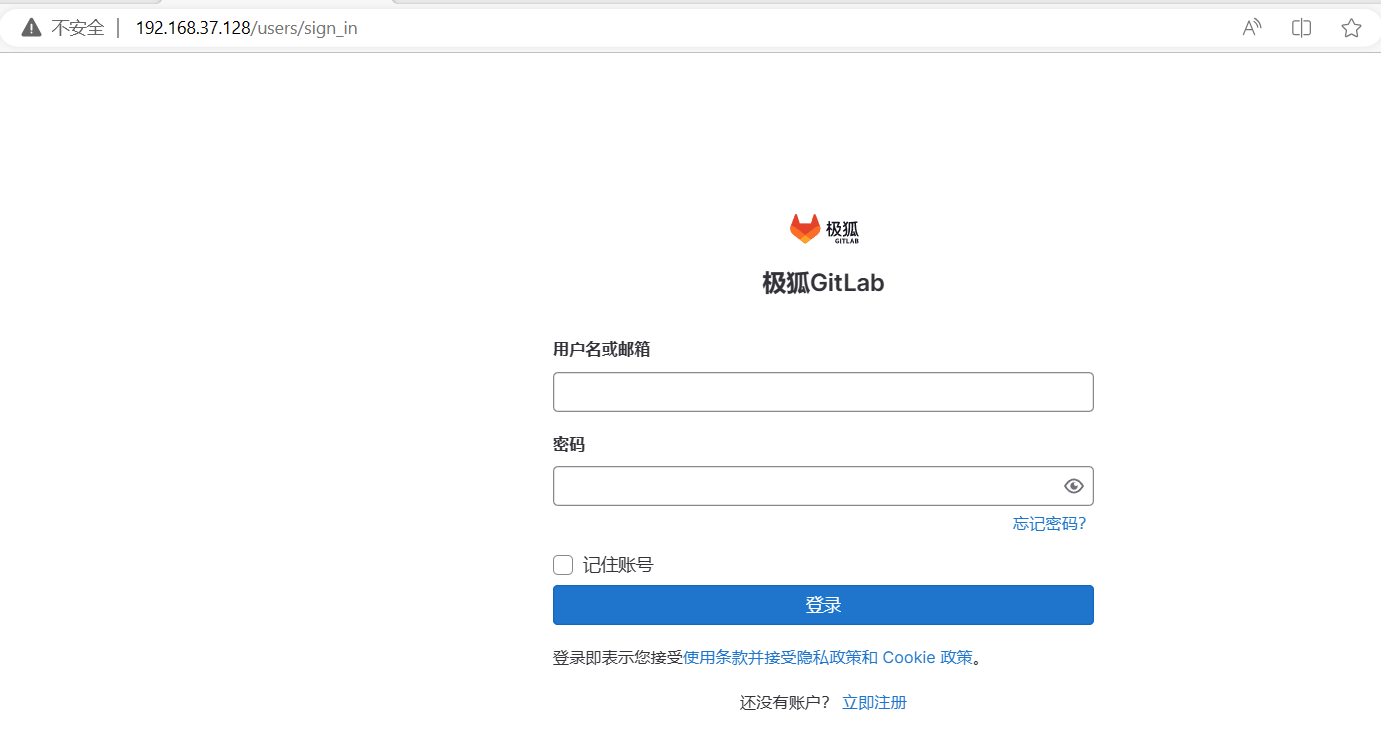 不安全 | 192.168.37.128/users/sign_in
极狐
GITLAB
极狐GitLab
用户名或邮箱
密码
忘记密码?
记住账号
登录
登录即表示您接受使用条款并接受隐私政策和 Cookie 政策。
还没有账户? 立即注册